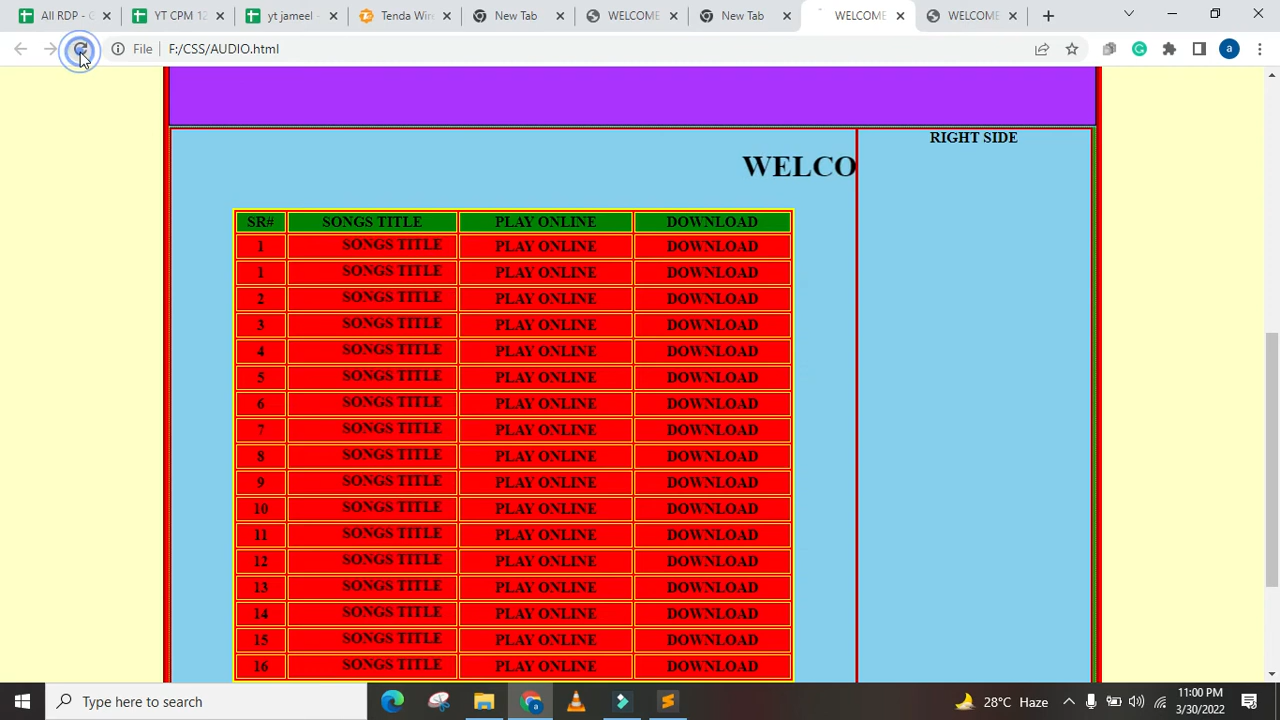 All RDP - G
YT CPM 12
yt jameel -
Tenda Wire
New Tab
WELCOME
New Tab
WELCOME
WELCOME
File
F:/CSS/AUDIO.html
a
WELCO
RIGHT SIDE
SR# SONGS TITLE PLAY ONLINE DOWNLOAD
1 SONGS TITLE PLAY ONLINE DOWNLOAD
1 SONGS TITLE PLAY ONLINE DOWNLOAD
2 SONGS TITLE PLAY ONLINE DOWNLOAD
3 SONGS TITLE PLAY ONLINE DOWNLOAD
4 SONGS TITLE PLAY ONLINE DOWNLOAD
5 SONGS TITLE PLAY ONLINE DOWNLOAD
6 SONGS TITLE PLAY ONLINE DOWNLOAD
7 SONGS TITLE PLAY ONLINE DOWNLOAD
8 SONGS TITLE PLAY ONLINE DOWNLOAD
9 SONGS TITLE PLAY ONLINE DOWNLOAD
10 SONGS TITLE PLAY ONLINE DOWNLOAD
11 SONGS TITLE PLAY ONLINE DOWNLOAD
12 SONGS TITLE PLAY ONLINE DOWNLOAD
13 SONGS TITLE PLAY ONLINE DOWNLOAD
14 SONGS TITLE PLAY ONLINE DOWNLOAD
15 SONGS TITLE PLAY ONLINE DOWNLOAD
16 SONGS TITLE PLAY ONLINE DOWNLOAD
Type here to search
28°C Haze
11:00 PM
3/30/2022